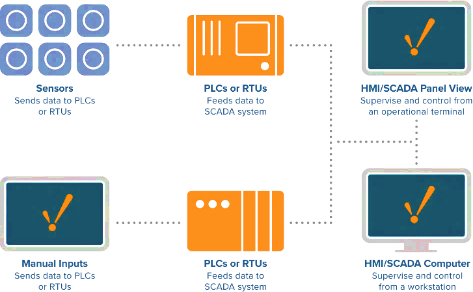 Sensors
Sends data to PLCs
or RTUs
PLCs or RTUs
Feeds data to
SCADA system
HMI/SCADA Panel View
Supervise and control from
an operational terminal
Manual Inputs
Sends data to PLCs
or RTUs
PLCs or RTUs
Feeds data to
SCADA system
HMI/SCADA Computer
Supervise and control
from a workstation